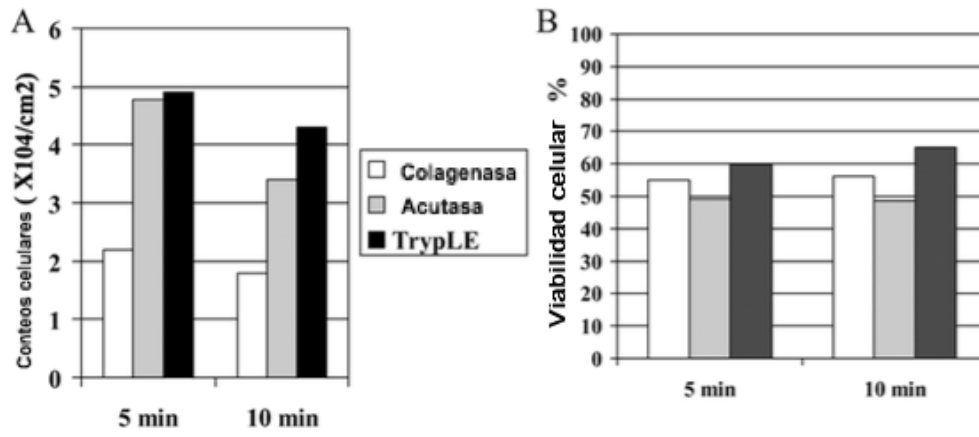 A
Conteos celulares ( X104/cm2)
6
5
4
3
2
1
0
5 min
10 min
Colagenasa
Acutasa
TrypLE
B
Viabilidad celular %
100
90
80
70
60
50
40
30
20
10
0
5 min
10 min